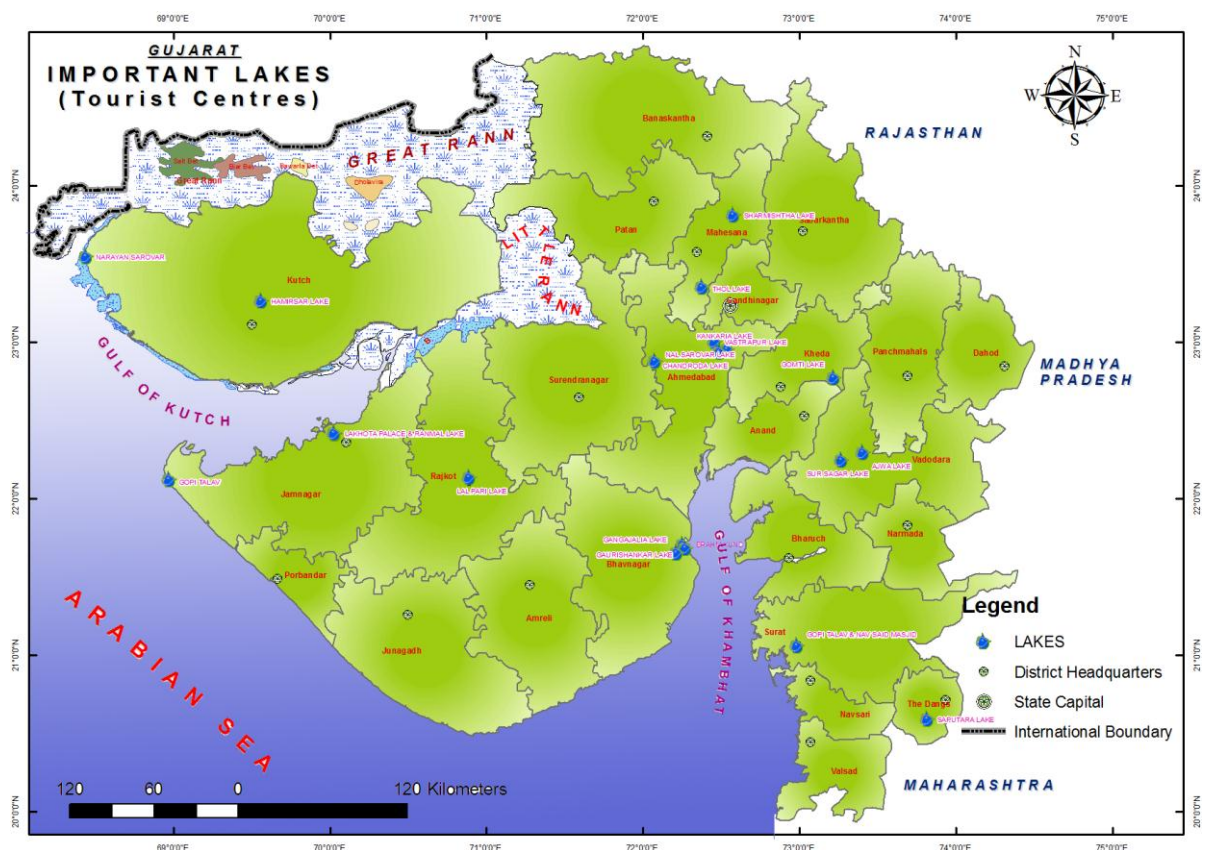 69°0'0"E
70°0'0"E
71°0'0"E
72°0'0"E
73°0'0"E
74°0'0"E
75°0'0"E
GUJARAT
IMPORTANT LAKES
(Tourist Centres)
N
W
E
S
RAJASTHAN
GREAT RANN
Great Rann
Dholavira
24°0'0"N
24°0'0"N
Banaskantha
Patan
SHARMISHTHA LAKE
Mahesana
Sabarkantha
LITTLE RANN
NARAYAN SAROVAR
Kutch
HAMIRSAR LAKE
THOL LAKE
Gandhinagar
23°0'0"N
23°0'0"N
KANKARIA LAKE
VASTRAPUR LAKE
NAL SAROVAR LAKE
CHANDRODA LAKE
Ahmedabad
Kheda
GOMTI LAKE
Panchmahals
Dahod
MADHYA
PRADESH
Surendranagar
GULF OF KUTCH
LAKHOTA PALACE & RANMAL LAKE
Anand
GOPI TALAV
Jamnagar
Rajkot
LAL PARI LAKE
SUR SAGAR LAKE
AJWA LAKE
Vadodara
22°0'0"N
22°0'0"N
GANGAJALIA LAKE
GAURISHANKAR LAKE
Bhavnagar
GULF OF KHAMBHAT
Bharuch
Narmada
Porbandar
Amreli
Junagadh
ARABIAN SEA
Surat
GOPI TALAV & NAV SAID MASJID
21°0'0"N
21°0'0"N
Navsari
The Dangs
SARUTARA LAKE
Valsad
MAHARASHTRA
Legend
LAKES
District Headquarters
State Capital
International Boundary
120
60
0
120 Kilometers
20°0'0"N
20°0'0"N
69°0'0"E
70°0'0"E
71°0'0"E
72°0'0"E
73°0'0"E
74°0'0"E
75°0'0"E